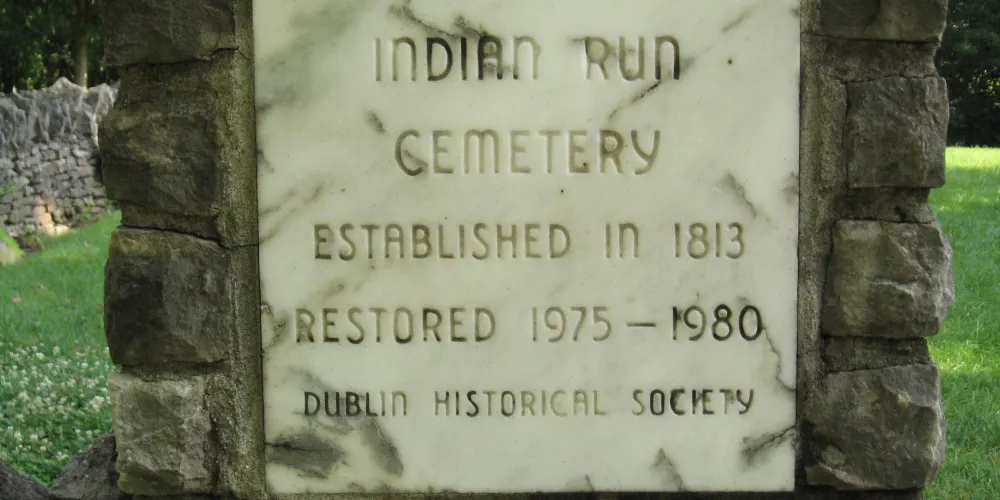 INDIAN RUN
CEMETERY
ESTABLISHED IN 1813
RESTORED 1975 — 1980
DUBLIN HISTORICAL SOCIETY